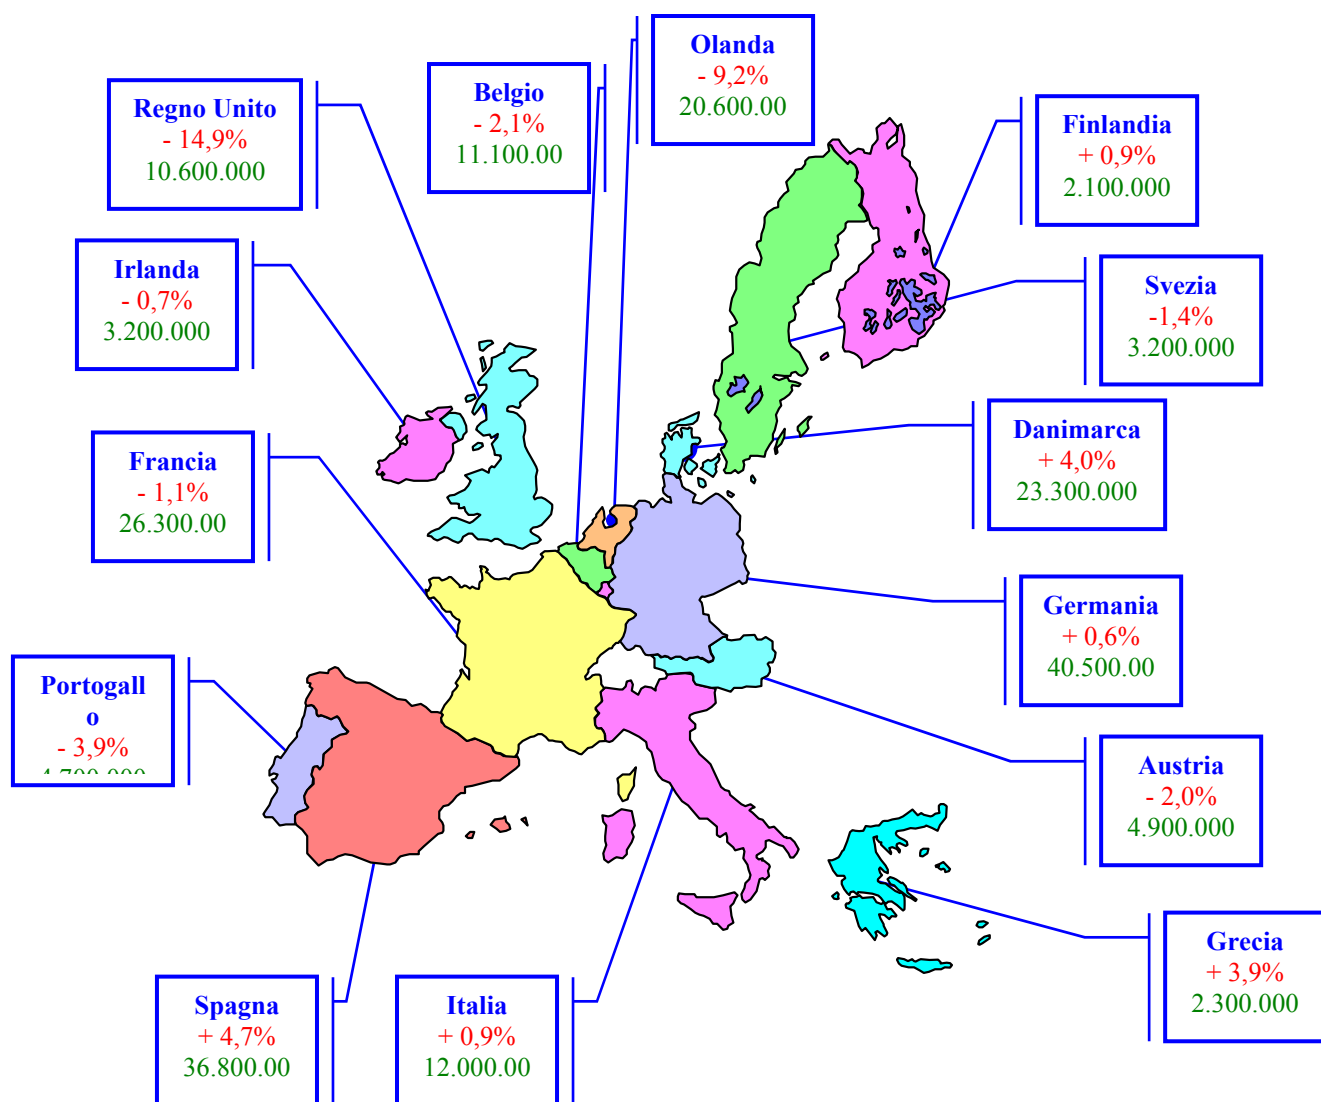 Olanda
- 9,2%
20.600.00
Belgio
- 2,1%
11.100.00
Regno Unito
- 14,9%
10.600.000
Finlandia
+ 0,9%
2.100.000
Irlanda
- 0,7%
3.200.000
Svezia
-1,4%
3.200.000
Danimarca
+ 4,0%
23.300.000
Francia
- 1,1%
26.300.00
Germania
+ 0,6%
40.500.00
Portogall
o
- 3,9%
Austria
- 2,0%
4.900.000
Grecia
+ 3,9%
2.300.000
Spagna
+ 4,7%
36.800.00
Italia
+ 0,9%
12.000.00